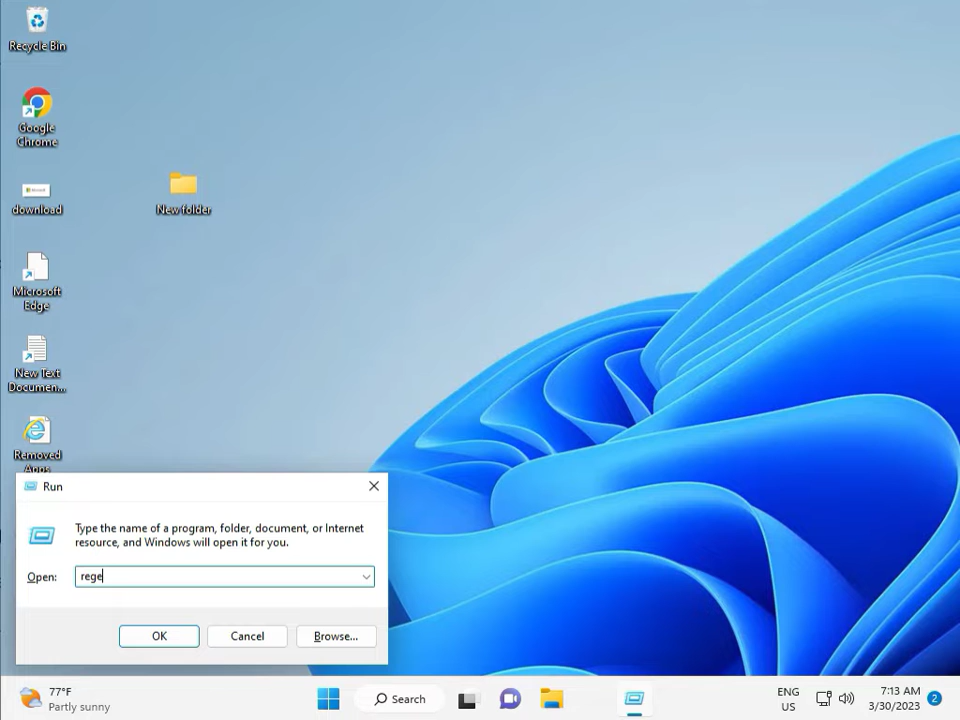 Recycle Bin
Google
Chrome
download
New folder
Microsoft
Edge
New Text
Documen...
Removed
Apps
Run
Type the name of a program, folder, document, or Internet
resource, and Windows will open it for you.
Open:
rege
OK
Cancel
Browse...
77°F
Partly sunny
Search
ENG
US
7:13 AM
3/30/2023
2